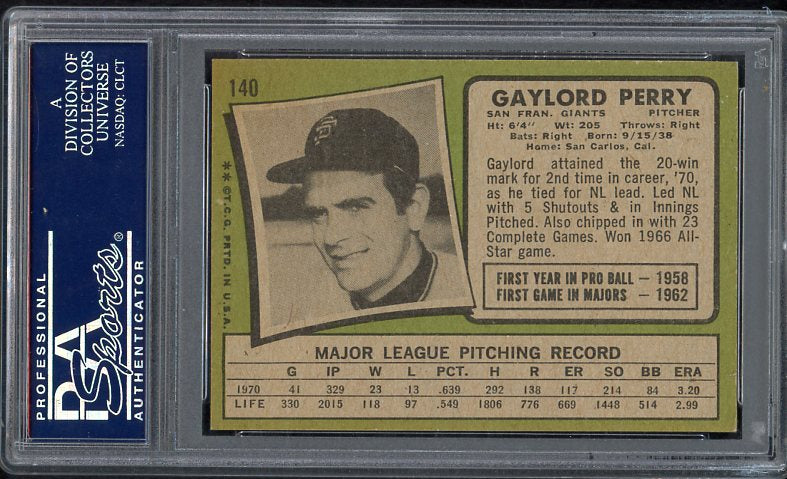 A
DIVISION OF
COLLECTORS
UNIVERSE
NASDAQ: CLCT
PROFESSIONAL
PSA
Sports®
AUTHENTICATOR
140
SF
**©T.C.G. PRTD. IN U.S.A.
GAYLORD PERRY
SAN FRAN. GIANTS PITCHER
Ht: 6'4" Wt: 205 Throws: Right
Bats: Right Born: 9/15/38
Home: San Carlos, Cal.
Gaylord attained the 20-win
mark for 2nd time in career, '70,
as he tied for NL lead. Led NL
with 5 Shutouts & in Innings
Pitched. Also chipped in with 23
Complete Games. Won 1966 All-
Star game.
FIRST YEAR IN PRO BALL — 1958
FIRST GAME IN MAJORS — 1962
MAJOR LEAGUE PITCHING RECORD
G IP W L PCT. H R ER SO BB ERA
1970 41 329 23 13 .639 292 138 117 214 84 3.20
LIFE 330 2015 118 97 .549 1806 776 669 1448 514 2.99